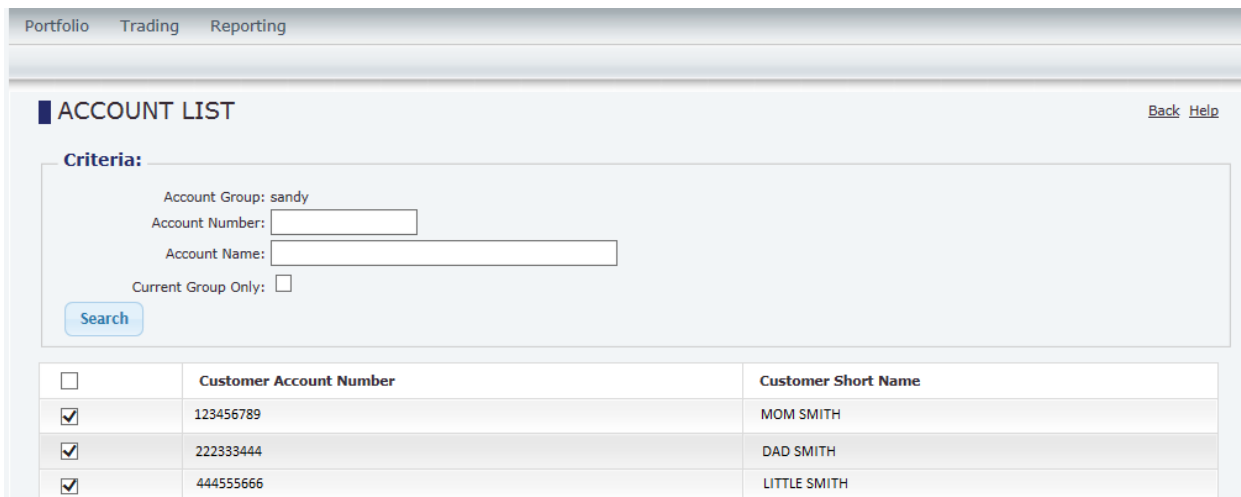 Portfolio Trading Reporting
ACCOUNT LIST
Back Help
Criteria:
Account Group: sandy
Account Number:
Account Name:
Current Group Only:
Search
Customer Account Number Customer Short Name
123456789 MOM SMITH
222333444 DAD SMITH
444555666 LITTLE SMITH